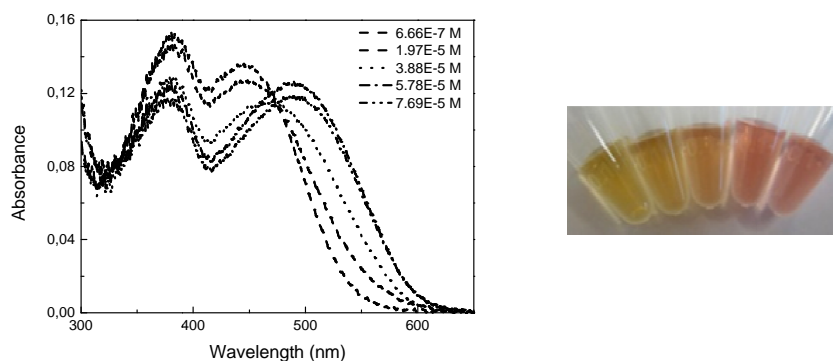 0,16
0,12
0,08
0,04
0,00
Absorbance
300
400
500
600
Wavelength (nm)
6.66E-7 M
1.97E-5 M
3.88E-5 M
5.78E-5 M
7.69E-5 M